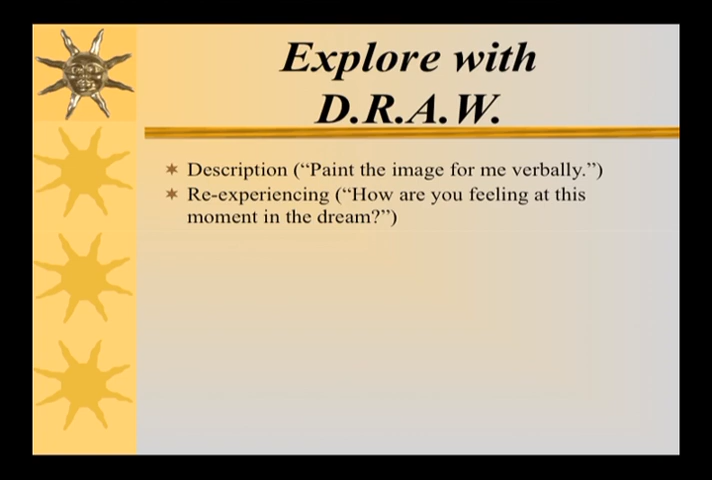 Explore with
D.R.A.W.
Description (“Paint the image for me verbally.”)
Re-experiencing (“How are you feeling at this
moment in the dream?”)